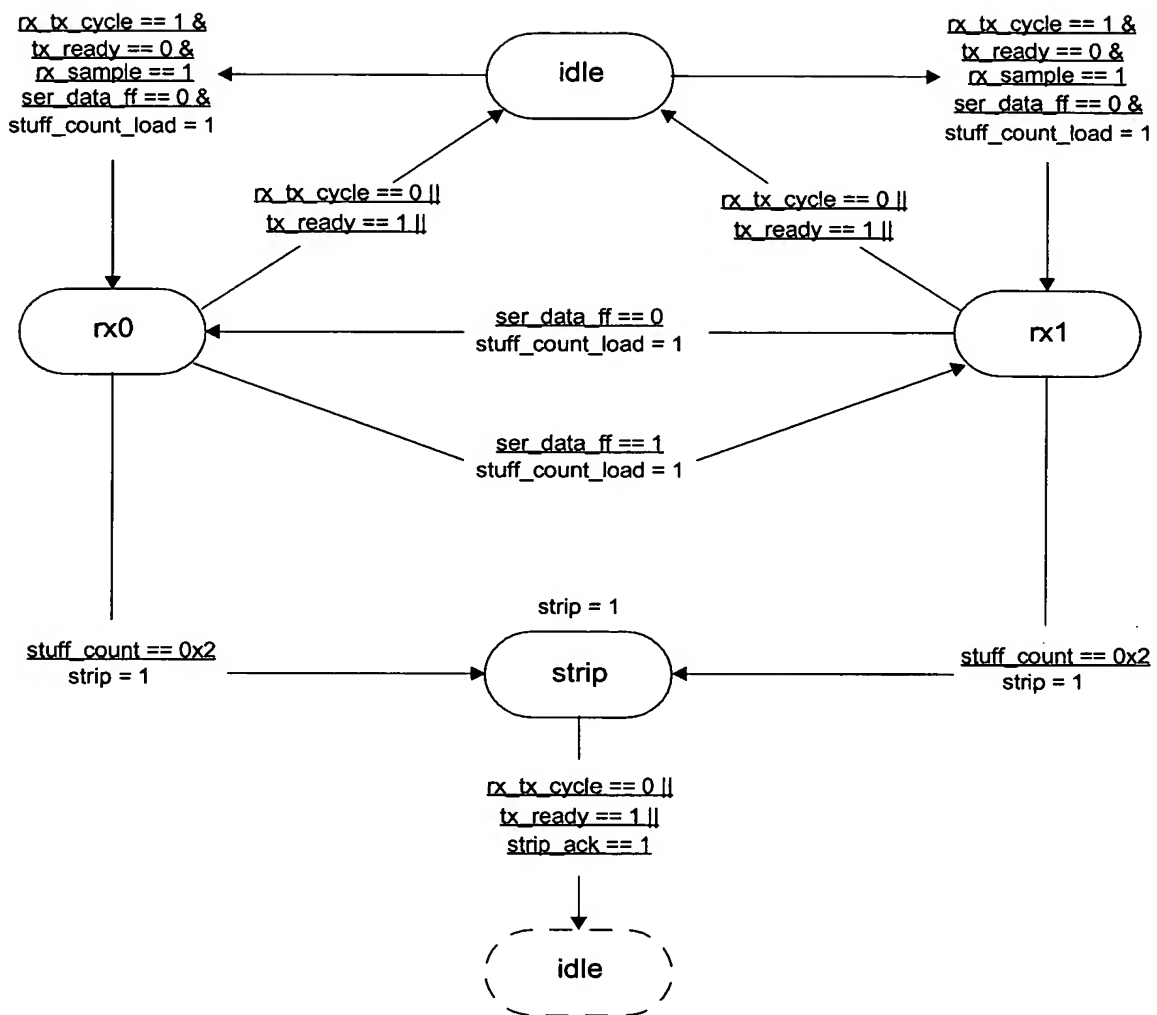 rx_tx_cycle == 1 &
tx_ready == 0 &
rx_sample == 1
ser_data_ff == 0 &
stuff_count_load = 1
idle
rx_tx_cycle == 1 &
tx_ready == 0 &
rx_sample == 1
ser_data_ff == 0 &
stuff_count_load = 1
rx_tx_cycle == 0 ||
tx_ready == 1 ||
rx_tx_cycle == 0 ||
tx_ready == 1 ||
rx0
ser_data_ff == 0
stuff_count_load = 1
rx1
ser_data_ff == 1
stuff_count_load = 1
stuff_count == 0x2
strip = 1
strip = 1
strip
stuff_count == 0x2
strip = 1
rx_tx_cycle == 0 ||
tx_ready == 1 ||
strip_ack == 1
idle